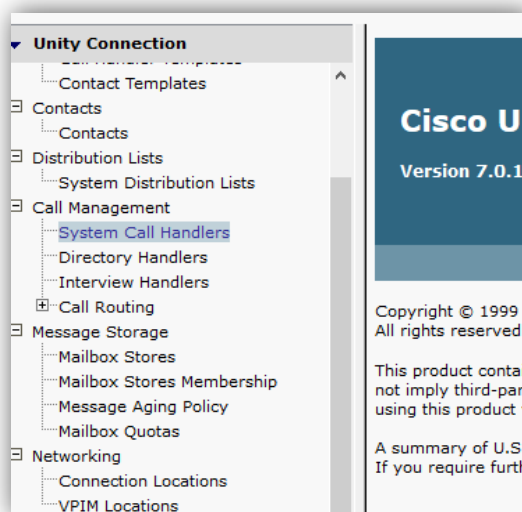 Unity Connection
Call Handler Templates
Contact Templates
Contacts
Contacts
Distribution Lists
System Distribution Lists
Call Management
System Call Handlers
Directory Handlers
Interview Handlers
Call Routing
Message Storage
Mailbox Stores
Mailbox Stores Membership
Message Aging Policy
Mailbox Quotas
Networking
Connection Locations
VPIM Locations
Cisco U
Version 7.0.1
Copyright © 1999
All rights reserved
This product conta
not imply third-par
using this product
A summary of U.S
If you require furth